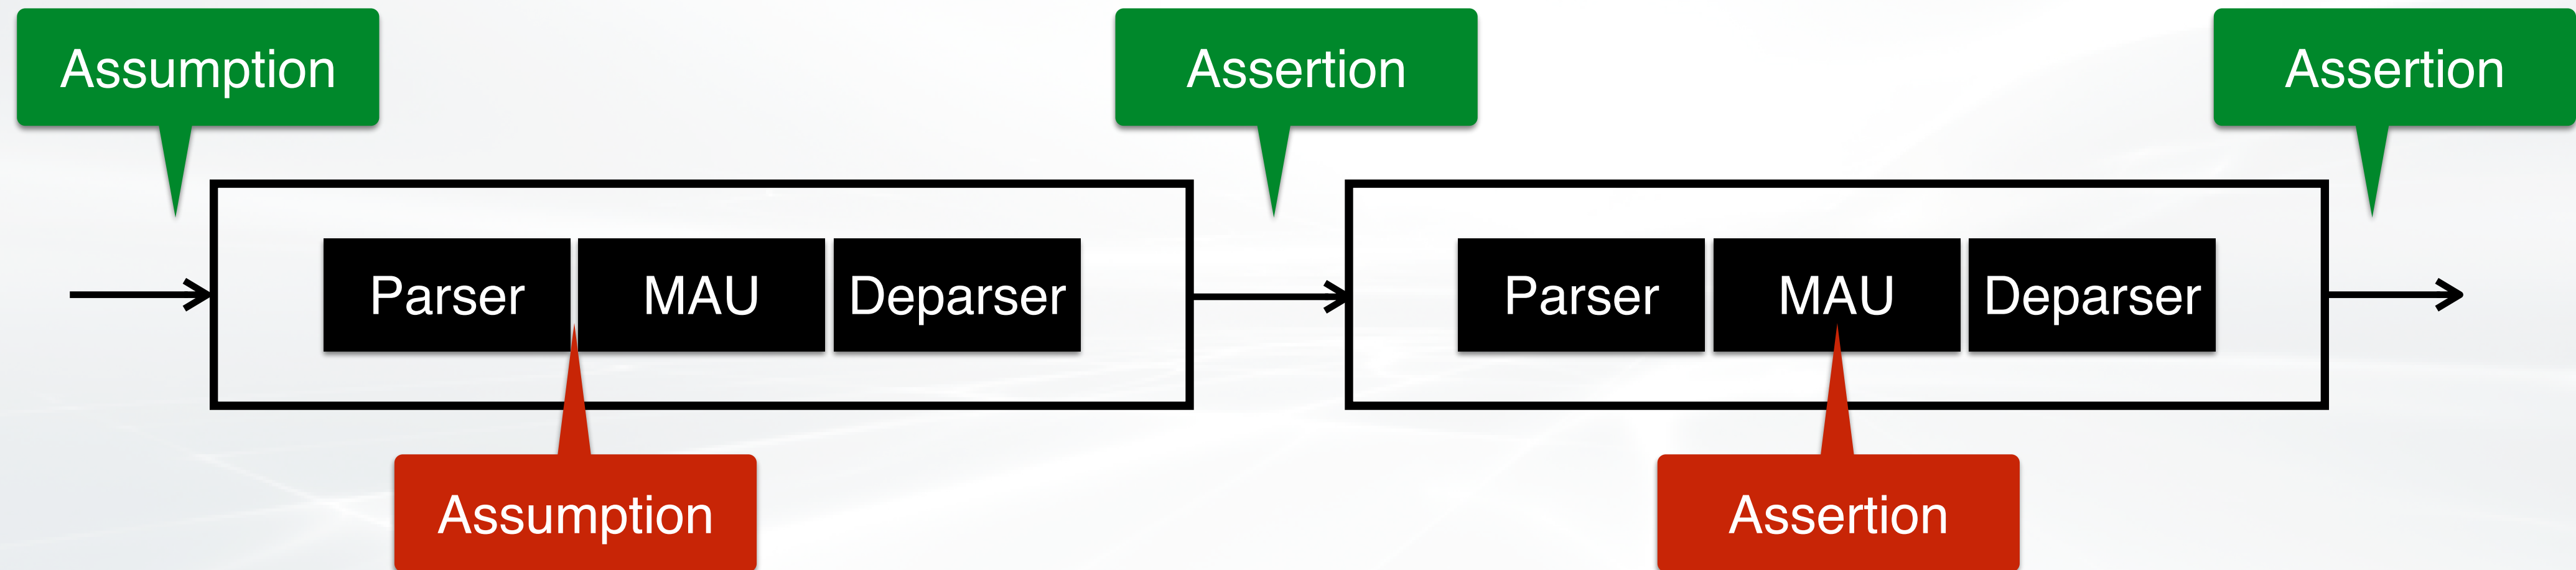 Assumption
Assertion
Assertion
Parser
MAU
Deparser
Parser
MAU
Deparser
Assumption
Assertion